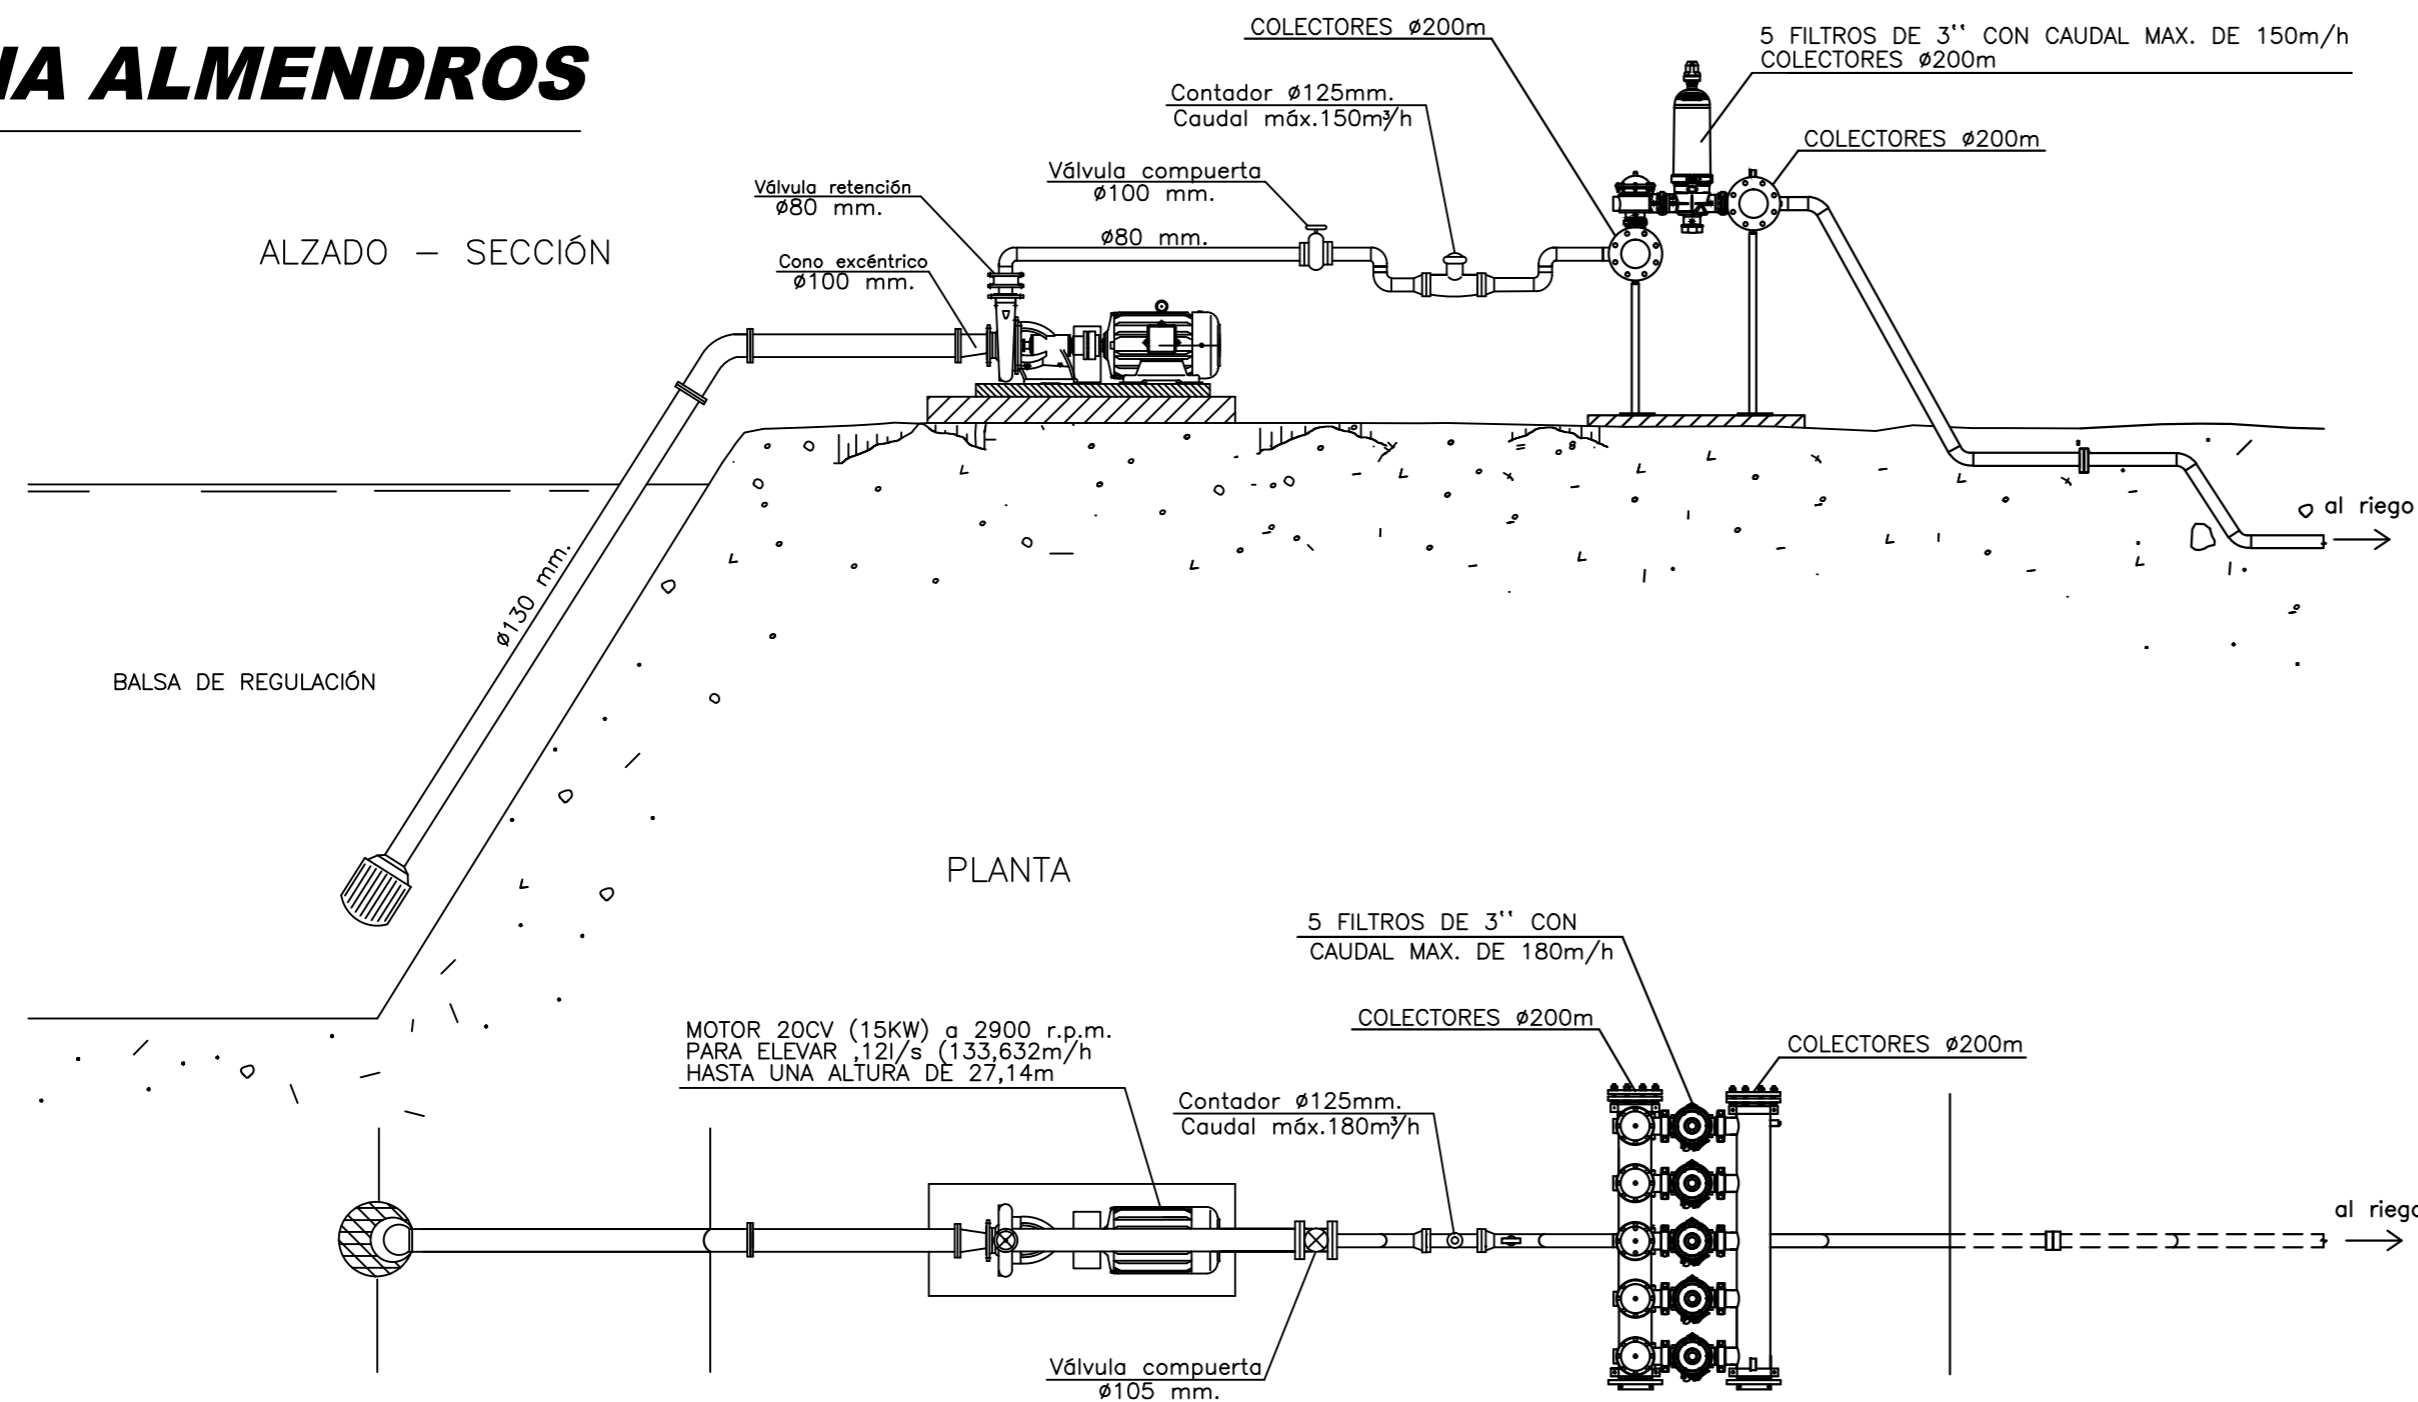 NA ALMENDROS
COLECTORES ø200m
5 FILTROS DE 3'' CON CAUDAL MAX. DE 150m/h
COLECTORES ø200m
Contador ø125mm.
Caudal máx.150m³/h
COLECTORES ø200m
Válvula compuerta
ø100 mm.
Válvula retención
ø80 mm.
ALZADO – SECCIÓN
ø80 mm.
Cono excéntrico
ø100 mm.
al riego
ø130 mm.
BALSA DE REGULACIÓN
PLANTA
5 FILTROS DE 3'' CON
CAUDAL MAX. DE 180m/h
COLECTORES ø200m
MOTOR 20CV (15KW) a 2900 r.p.m.
PARA ELEVAR ,12l/s (133,632m/h
HASTA UNA ALTURA DE 27,14m
COLECTORES ø200m
Contador ø125mm.
Caudal máx.180m³/h
al riego
Válvula compuerta
ø105 mm.